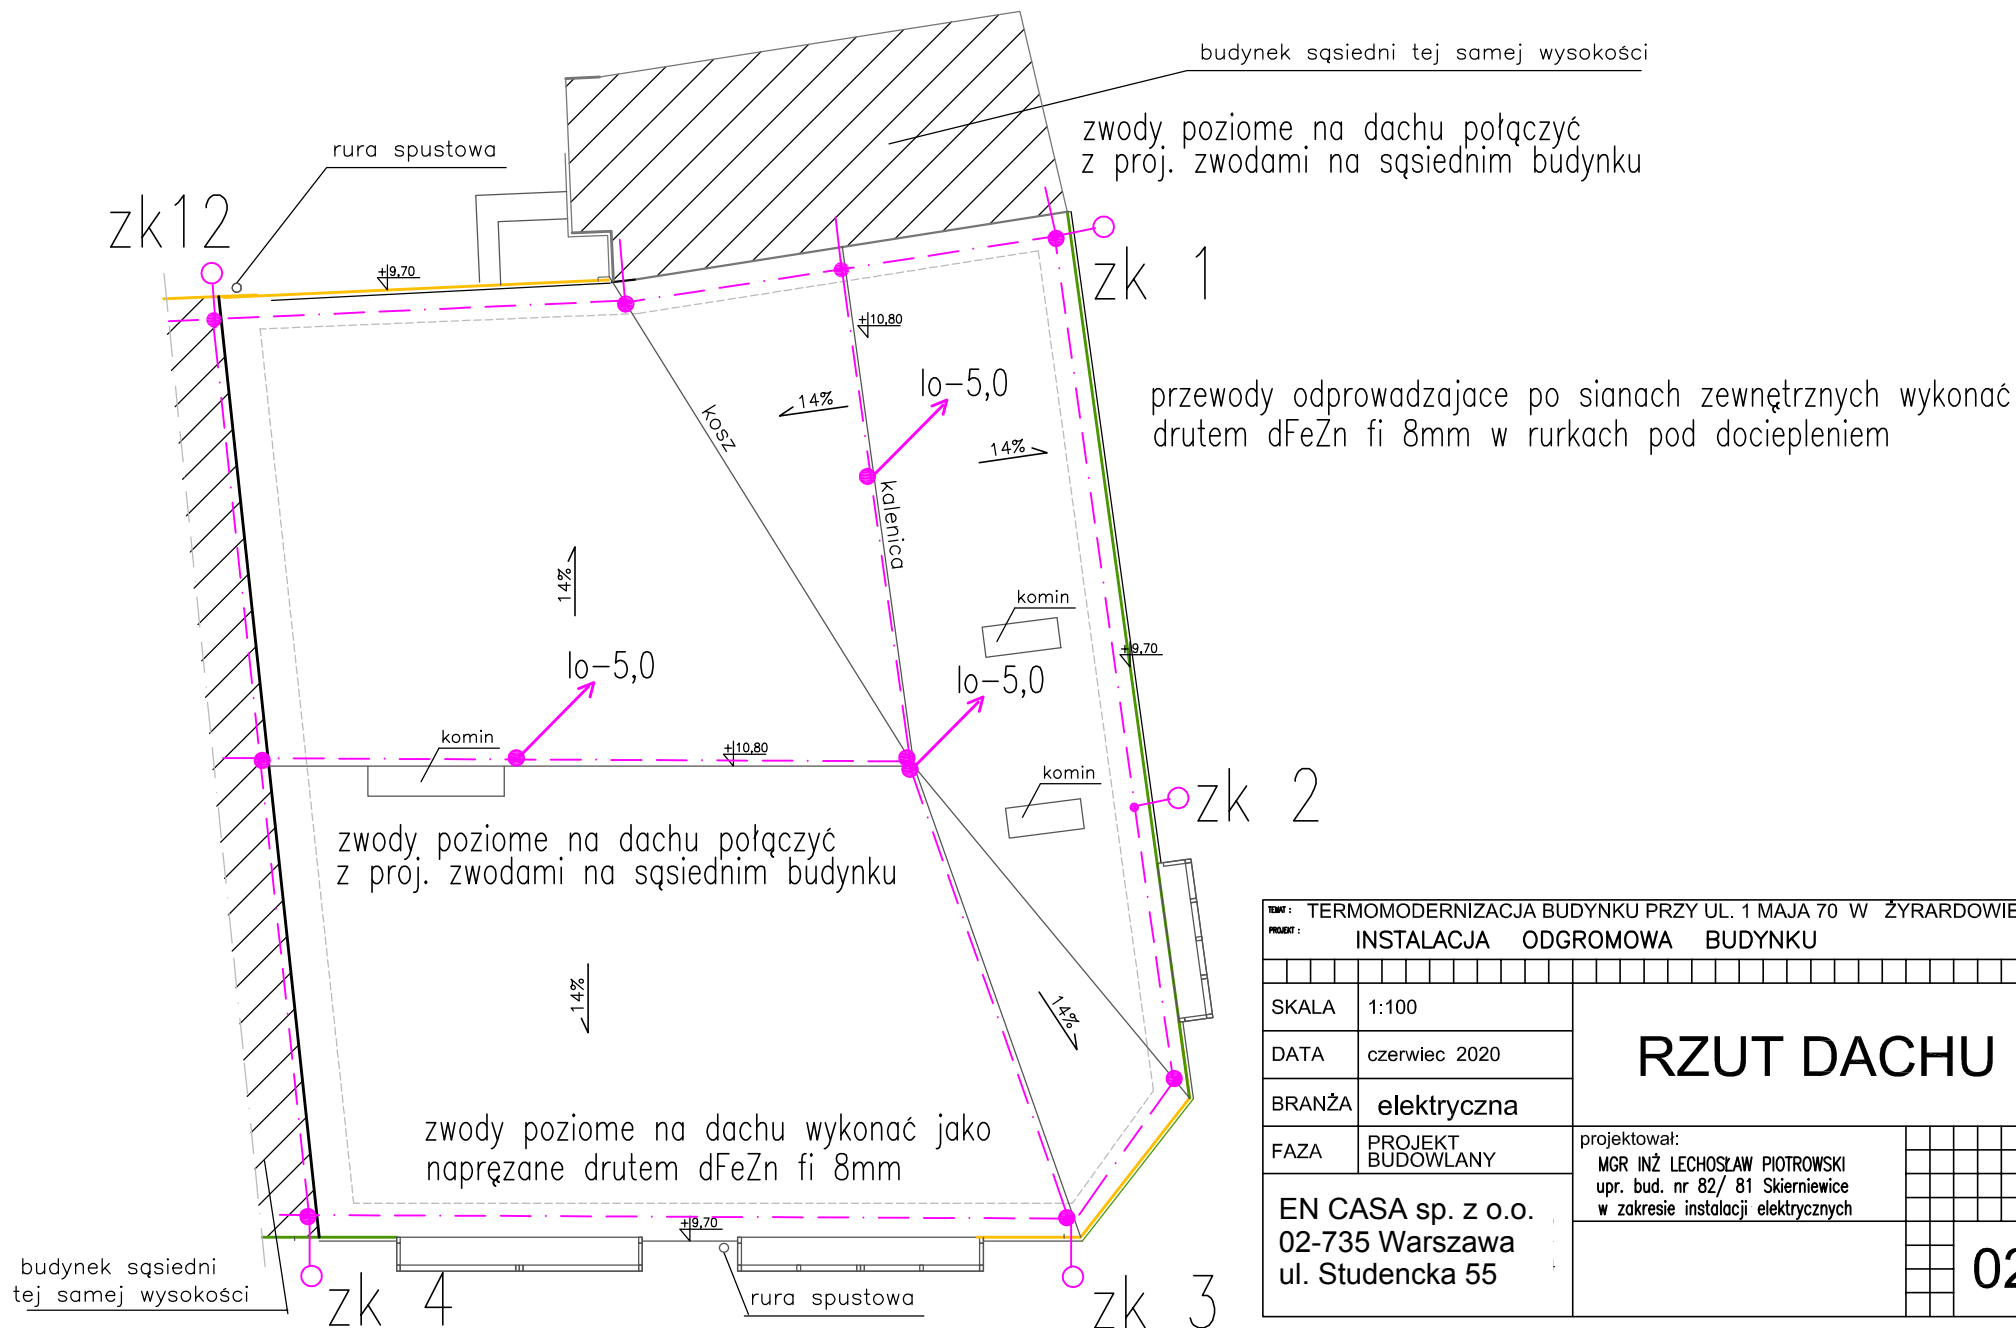 budynek sąsiedni tej samej wysokości
zwody poziome na dachu połączyć
z proj. zwodami na sąsiednim budynku
rura spustowa
zk12
zk 1
+9,70
+10,80
lo-5,0
14%
kosz
14%
kalenica
przewody odprowadzajace po sianach zewnętrznych wykonać
drutem dFeZn fi 8mm w rurkach pod dociepleniem
14%
komin
+9,70
lo-5,0
lo-5,0
komin
+10,80
komin
zk 2
zwody poziome na dachu połączyć
z proj. zwodami na sąsiednim budynku
14%
14%
zwody poziome na dachu wykonać jako
napręzane drutem dFeZn fi 8mm
+9,70
budynek sąsiedni
tej samej wysokości
zk 4
rura spustowa
zk 3
TEMAT : TERMOMODERNIZACJA BUDYNKU PRZY UL. 1 MAJA 70 W ŻYRARDOWIE
PROJEKT : INSTALACJA ODGROMOWA BUDYNKU
SKALA 1:100
DATA czerwiec 2020
BRANŻA elektryczna
FAZA PROJEKT
BUDOWLANY
RZUT DACHU
projektował:
MGR INŻ LECHOSŁAW PIOTROWSKI
upr. bud. nr 82/ 81 Skierniewice
w zakresie instalacji elektrycznych
EN CASA sp. z o.o.
02-735 Warszawa
ul. Studencka 55
02